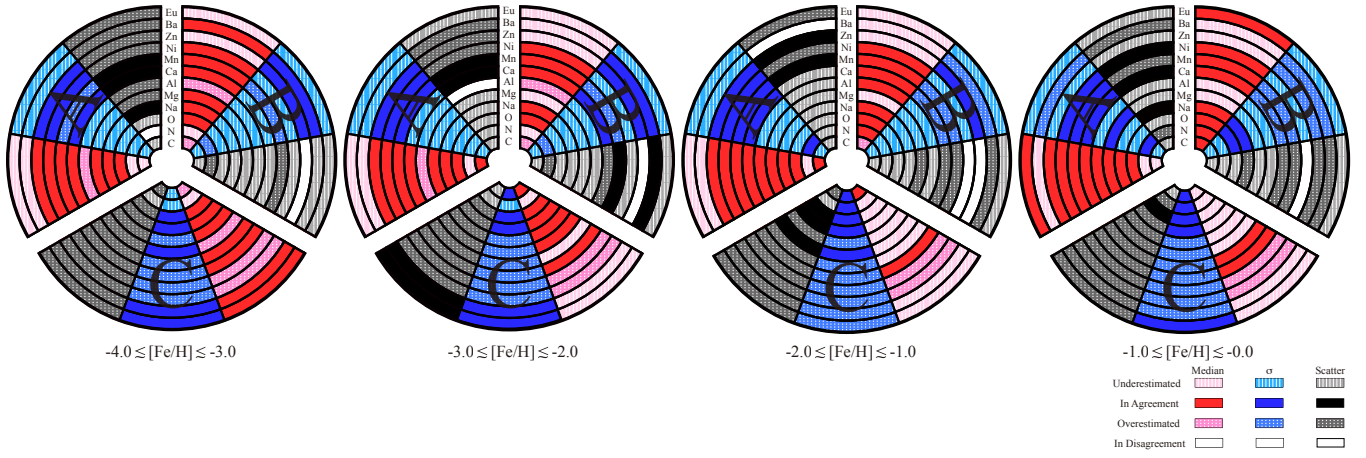 Eu Eu Eu Eu
Ba Ba Ba Ba
Zn Zn Zn Zn
Ni Ni Ni Ni
Mn Mn Mn Mn
Ca Ca Ca Ca
Al Al Al Al
Mg Mg Mg Mg
Na Na Na Na
O O O O
N N N N
C C C C
A B A B A B A B
C C C C
-4.0≲[Fe/H]≲-3.0 -3.0≲[Fe/H]≲-2.0 -2.0≲[Fe/H]≲-1.0 -1.0≲[Fe/H]≲-0.0
Median σ Scatter
Underestimated
In Agreement
Overestimated
In Disagreement